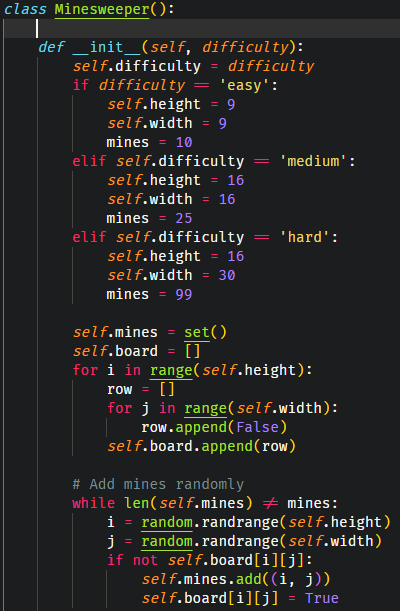 class Minesweeper():
    def __init__(self, difficulty):
        self.difficulty = difficulty
        if difficulty == 'easy':
            self.height = 9
            self.width = 9
            mines = 10
        elif self.difficulty == 'medium':
            self.height = 16
            self.width = 16
            mines = 25
        elif self.difficulty == 'hard':
            self.height = 16
            self.width = 30
            mines = 99
        self.mines = set()
        self.board = []
        for i in range(self.height):
            row = []
            for j in range(self.width):
                row.append(False)
            self.board.append(row)
        # Add mines randomly
        while len(self.mines) ≠ mines:
            i = random.randrange(self.height)
            j = random.randrange(self.width)
            if not self.board[i][j]:
                self.mines.add((i, j))
                self.board[i][j] = True